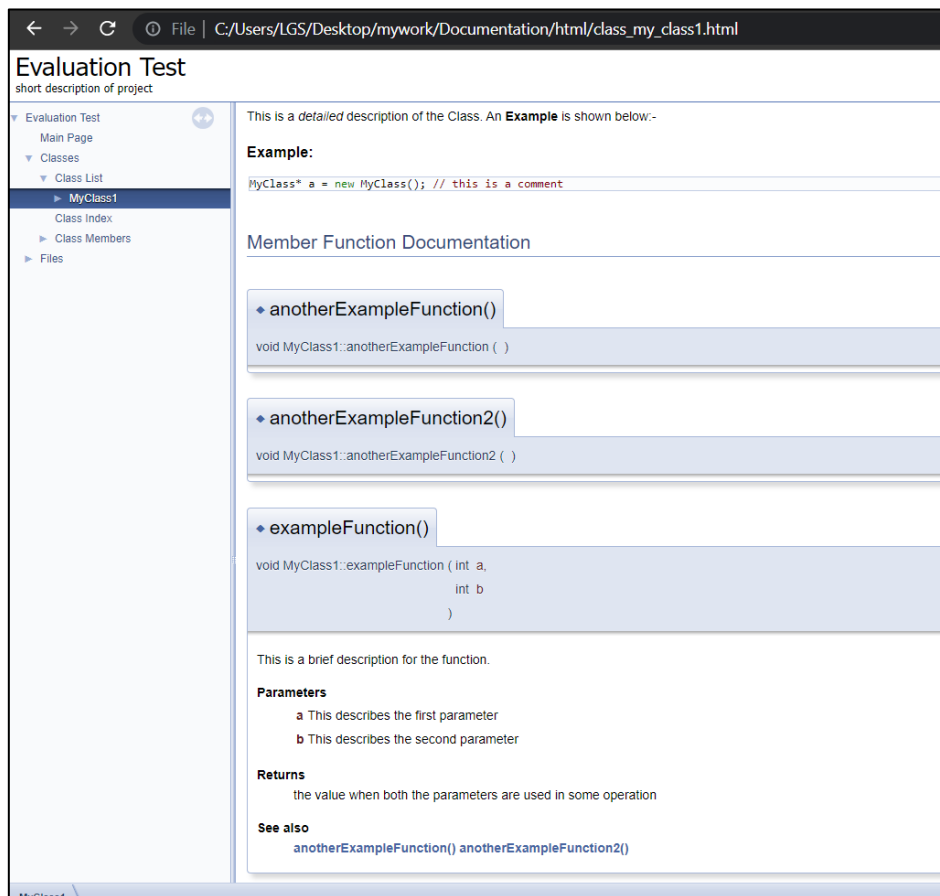 File | C:/Users/LGS/Desktop/mywork/Documentation/html/class_my_class1.html
Evaluation Test
short description of project
Evaluation Test
Main Page
Classes
Class List
MyClass1
Class Index
Class Members
Files
This is a detailed description of the Class. An Example is shown below:-
Example:
MyClass* a = new MyClass(); // this is a comment
Member Function Documentation
anotherExampleFunction()
void MyClass1::anotherExampleFunction ( )
anotherExampleFunction2()
void MyClass1::anotherExampleFunction2 ( )
exampleFunction()
void MyClass1::exampleFunction ( int a,
int b
)
This is a brief description for the function.
Parameters
a This describes the first parameter
b This describes the second parameter
Returns
the value when both the parameters are used in some operation
See also
anotherExampleFunction() anotherExampleFunction2()
MyClass1